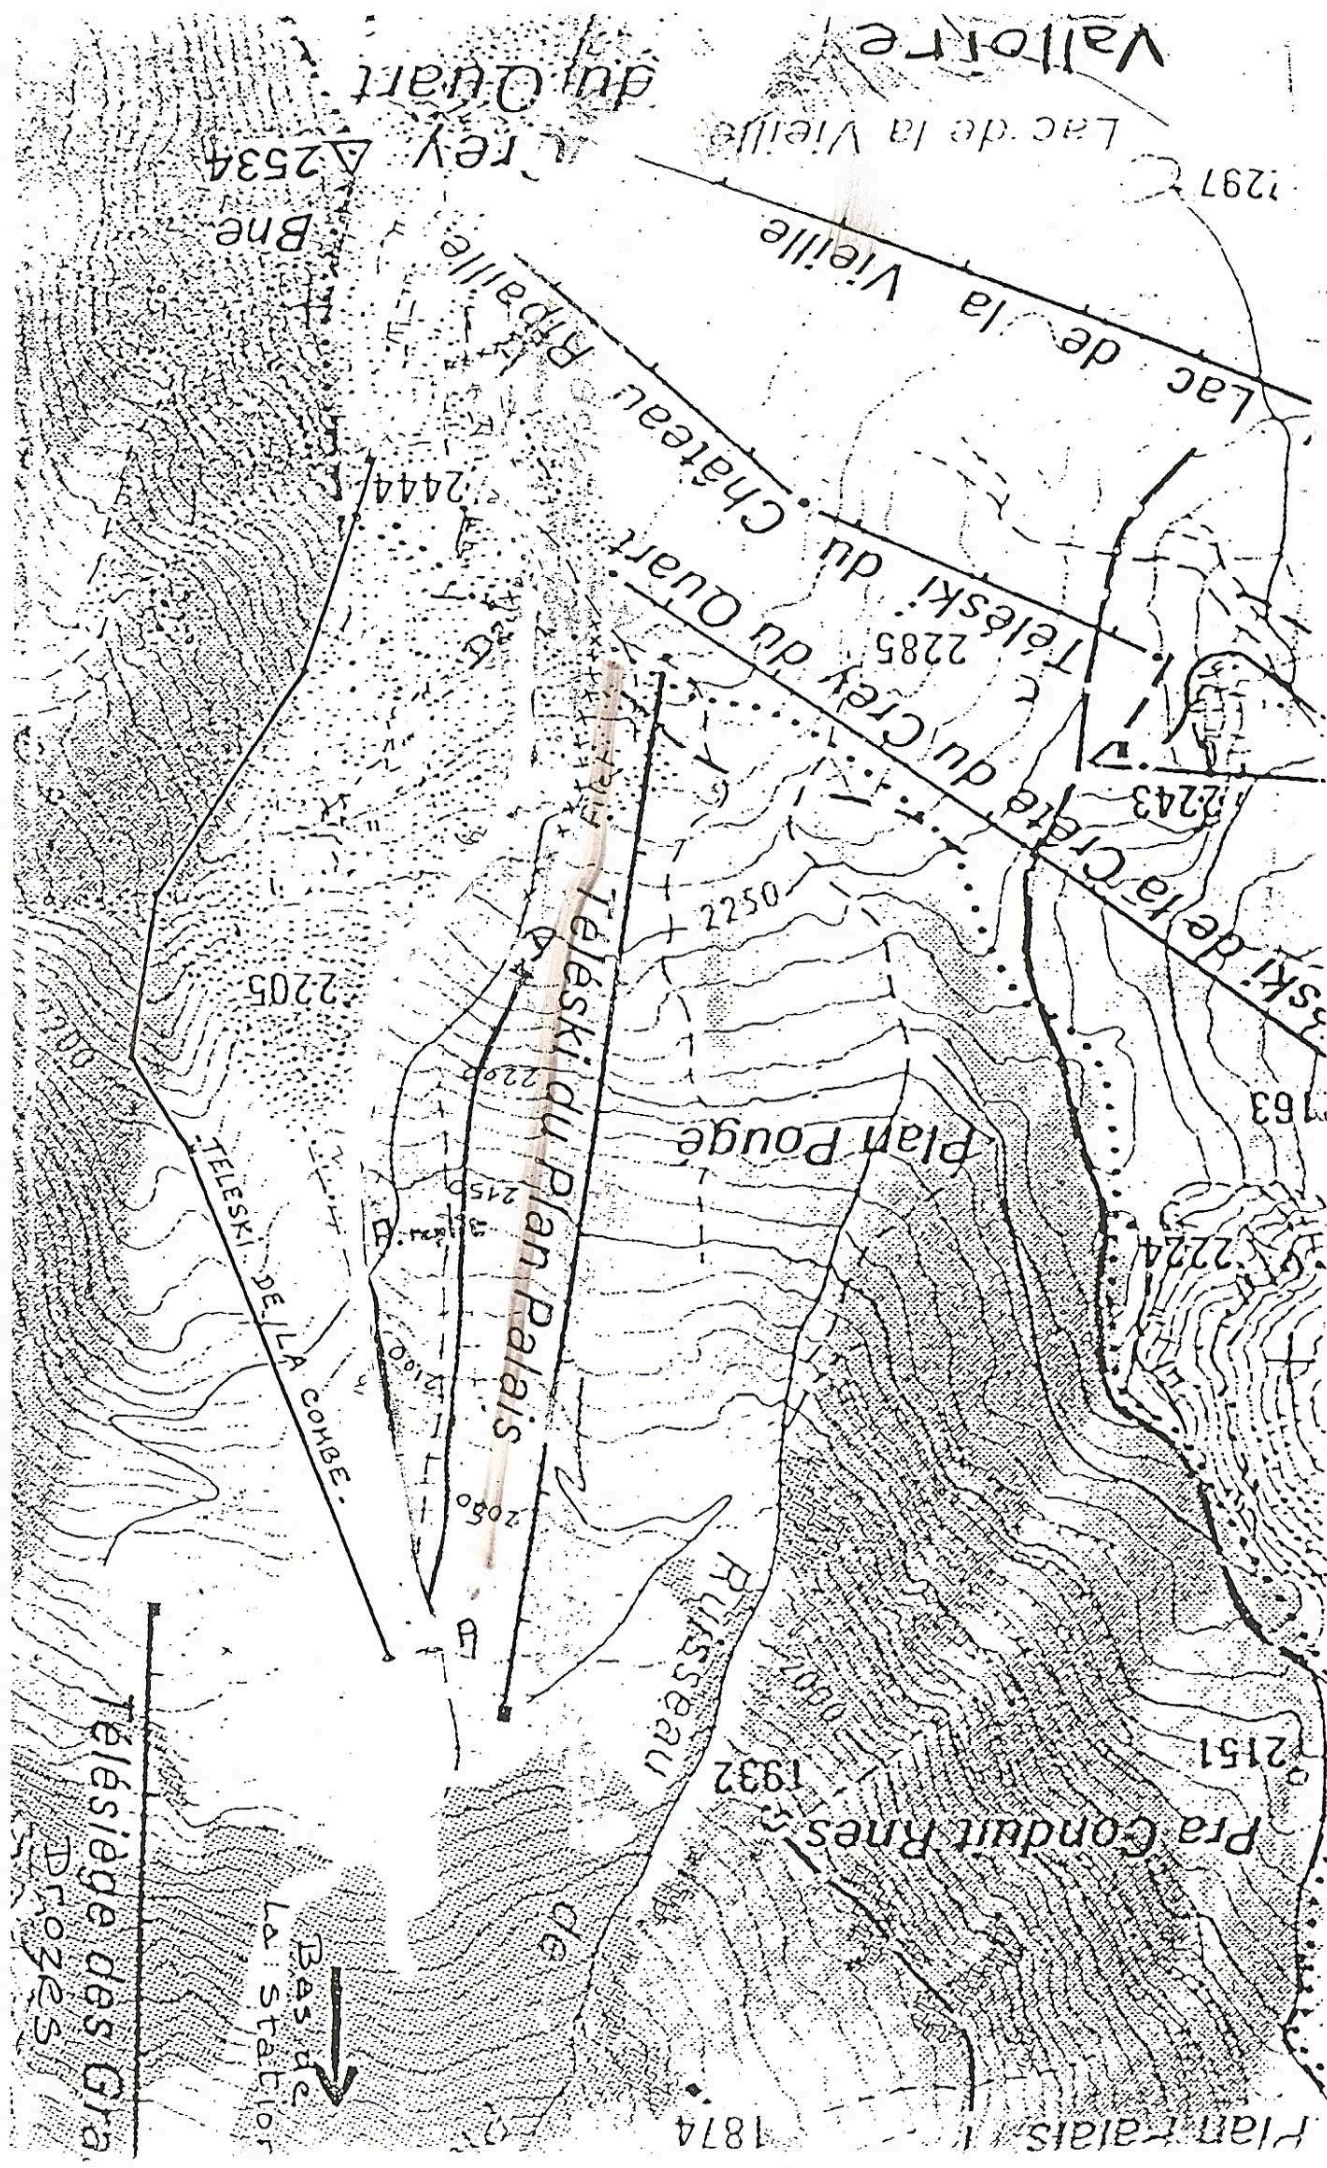 Valloire
du Quart
Crey
△2534
Bne
Lac de la Vieille
Lac de la Vieille
Téléski du Château Ripaille
2444
de la Crête du Crey du Quart
2285
2243
2250
2205
2200
Téléski du Plan Palais
Plan Pougé
163
2224
2150
2100
TELESKI DE LA COMBE.
2050
Ruisseau
de
2000
1932
2151
Pra Conduit Rnes
Télésiège des Gra
Drozes
Bas de
La Station
1874
Plan Palais